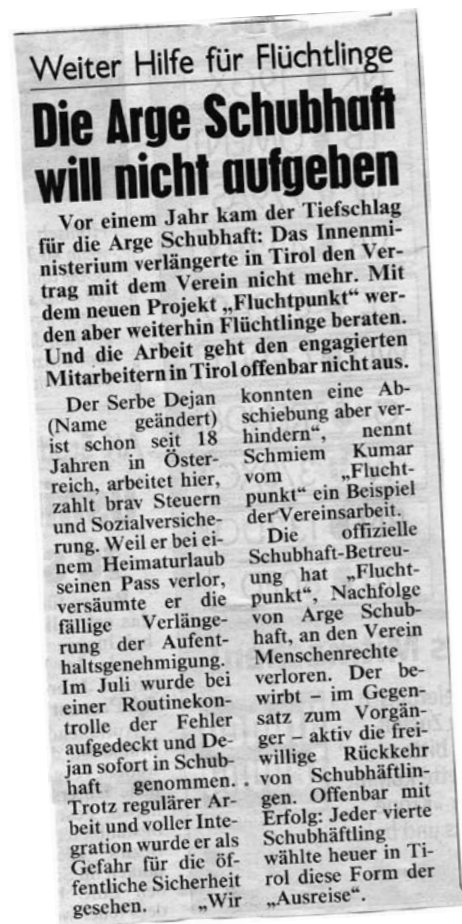 Weiter Hilfe für Flüchtlinge
Die Arge Schubhaft
will nicht aufgeben
Vor einem Jahr kam der Tiefschlag
für die Arge Schubhaft: Das Innenmi-
nisterium verlängerte in Tirol den Ver-
trag mit dem Verein nicht mehr. Mit
dem neuen Projekt „Fluchtpunkt“ wer-
den aber weiterhin Flüchtlinge beraten.
Und die Arbeit geht den engagierten
Mitarbeitern in Tirol offenbar nicht aus.
Der Serbe Dejan
(Name geändert)
ist schon seit 18
Jahren in Öster-
reich, arbeitet hier,
zahlt brav Steuern
und Sozialversiche-
rung. Weil er bei ei-
nem Heimaturlaub
seinen Pass verlor,
versäumte er die
fällige Verlänge-
rung der Aufent-
haltsgenehmigung.
Im Juli wurde bei
einer Routinekon-
trolle der Fehler
aufgedeckt und De-
jan sofort in Schub-
haft genommen.
Trotz regulärer Ar-
beit und voller Inte-
gration wurde er als
Gefahr für die öf-
fentliche Sicherheit
gesehen. „Wir
konnten eine Ab-
schiebung aber ver-
hindern“, nennt
Schmiem Kumar
vom „Flucht-
punkt“ ein Beispiel
der Vereinsarbeit.
Die offizielle
Schubhaft-Betreu-
ung hat „Flucht-
punkt“, Nachfolge
von Arge Schub-
haft, an den Verein
Menschenrechte
verloren. Der be-
wirbt – im Gegen-
satz zum Vorgän-
ger – aktiv die frei-
willige Rückkehr
von Schubhäftlin-
gen. Offenbar mit
Erfolg: Jeder vierte
Schubhäftling
wählte heuer in Ti-
rol diese Form der
„Ausreise“.